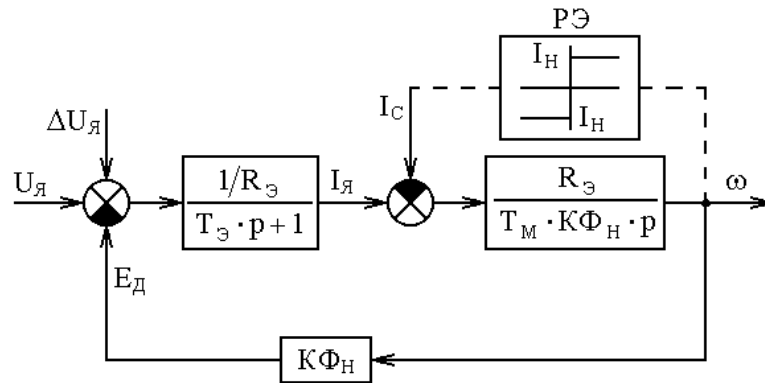 РЭ
I_Н
I_Н
I_С
ΔU_Я
U_Я
1/R_Э
T_Э · p + 1
I_Я
R_Э
T_М · КФ_Н · p
ω
E_Д
КФ_Н